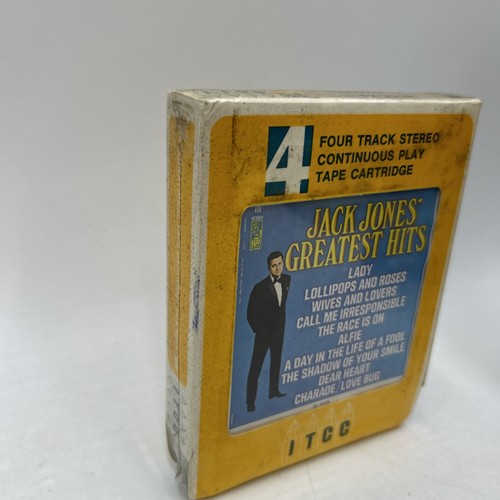 4
FOUR TRACK STEREO
CONTINUOUS PLAY
TAPE CARTRIDGE
JACK JONES'
GREATEST HITS
LADY
LOLLIPOPS AND ROSES
WIVES AND LOVERS
CALL ME IRRESPONSIBLE
THE RACE IS ON
ALFIE
A DAY IN THE LIFE OF A FOOL
THE SHADOW OF YOUR SMILE
DEAR HEART
CHARADE / LOVE BUG
ITCC